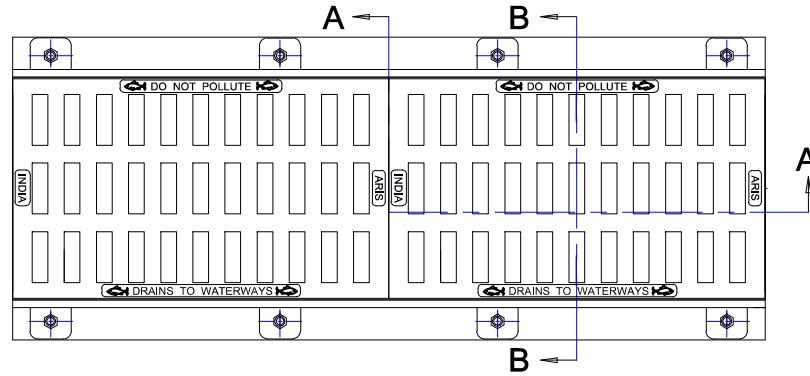 A
B
DO NOT POLLUTE
DO NOT POLLUTE
A
INDIA
ARIS
INDIA
ARIS
DRAINS TO WATERWAYS
DRAINS TO WATERWAYS
B